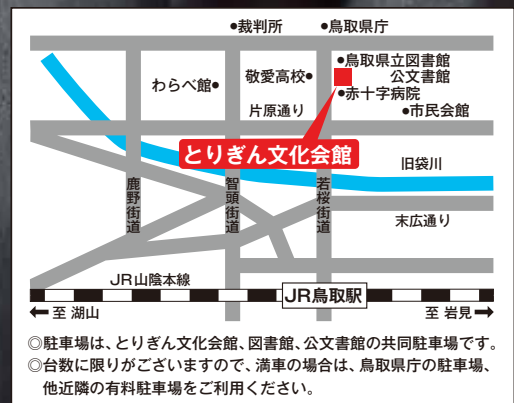 ●裁判所
●鳥取県庁
●鳥取県立図書館
公文書館
わらべ館●
敬愛高校●
●赤十字病院
片原通り
●市民会館
とりぎん文化会館
旧袋川
鹿野街道
智頭街道
若桜街道
末広通り
JR山陰本線
JR鳥取駅
← 至 湖山
至 岩見 →
◎駐車場は、とりぎん文化会館、図書館、公文書館の共同駐車場です。
◎台数に限りがございますので、満車の場合は、鳥取県庁の駐車場、
他近隣の有料駐車場をご利用ください。